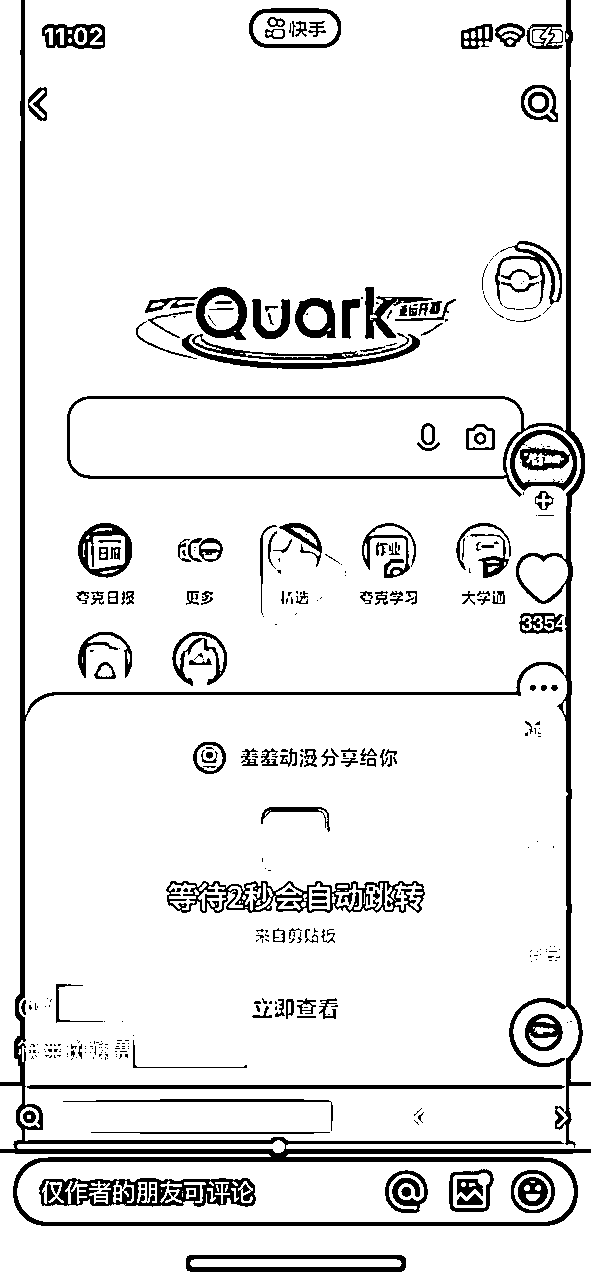 11:02
快手
Quark
夸克日报
更多
精选
夸克学习
大学通
3354
羞羞动漫 分享给你
等待2秒会自动跳转
来自剪贴板
立即查看
仅作者的朋友可评论